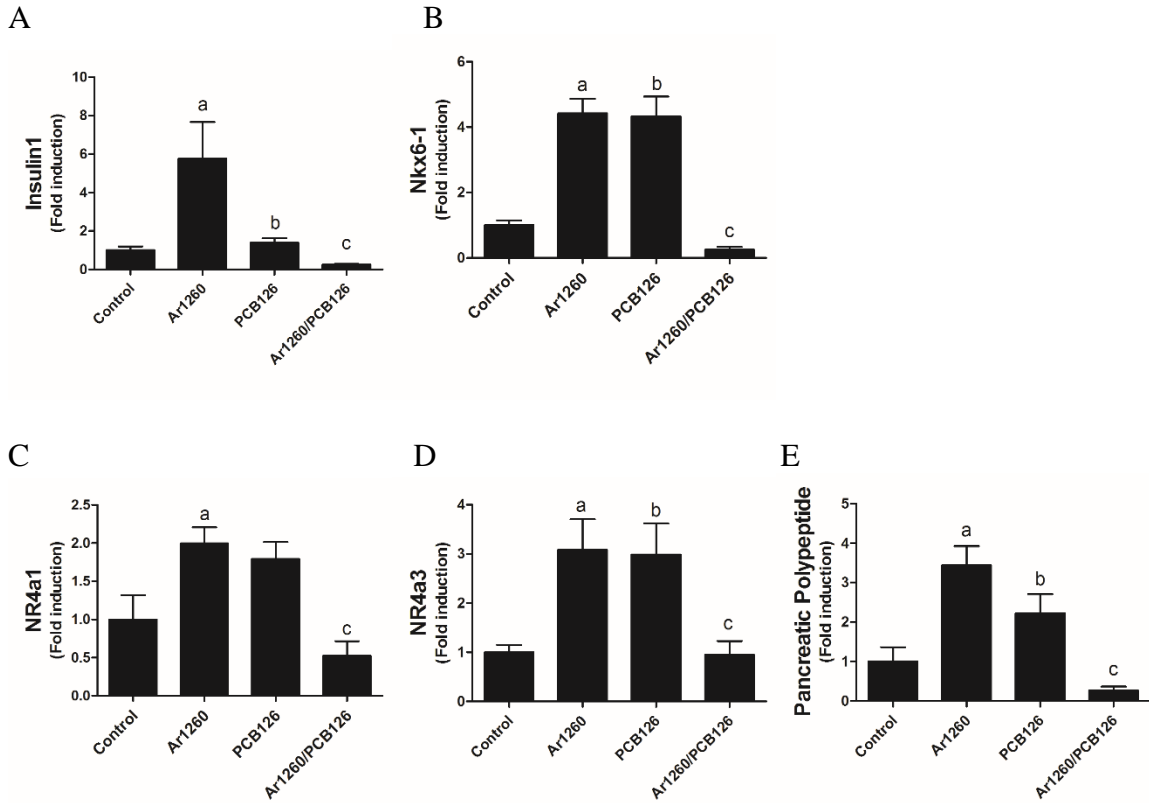 A
Insulin1
(Fold induction)
10
8
6
4
2
0
a
b
c
Control
Ar1260
PCB126
Ar1260/PCB126
B
Nkx6-1
(Fold induction)
6
4
2
0
a
b
c
Control
Ar1260
PCB126
Ar1260/PCB126
C
NR4a1
(Fold induction)
2.5
2.0
1.5
1.0
0.5
0.0
a
c
Control
Ar1260
PCB126
Ar1260/PCB126
D
NR4a3
(Fold induction)
4
3
2
1
0
a
b
c
Control
Ar1260
PCB126
Ar1260/PCB126
E
Pancreatic Polypeptide
(Fold induction)
5
4
3
2
1
0
a
b
c
Control
Ar1260
PCB126
Ar1260/PCB126